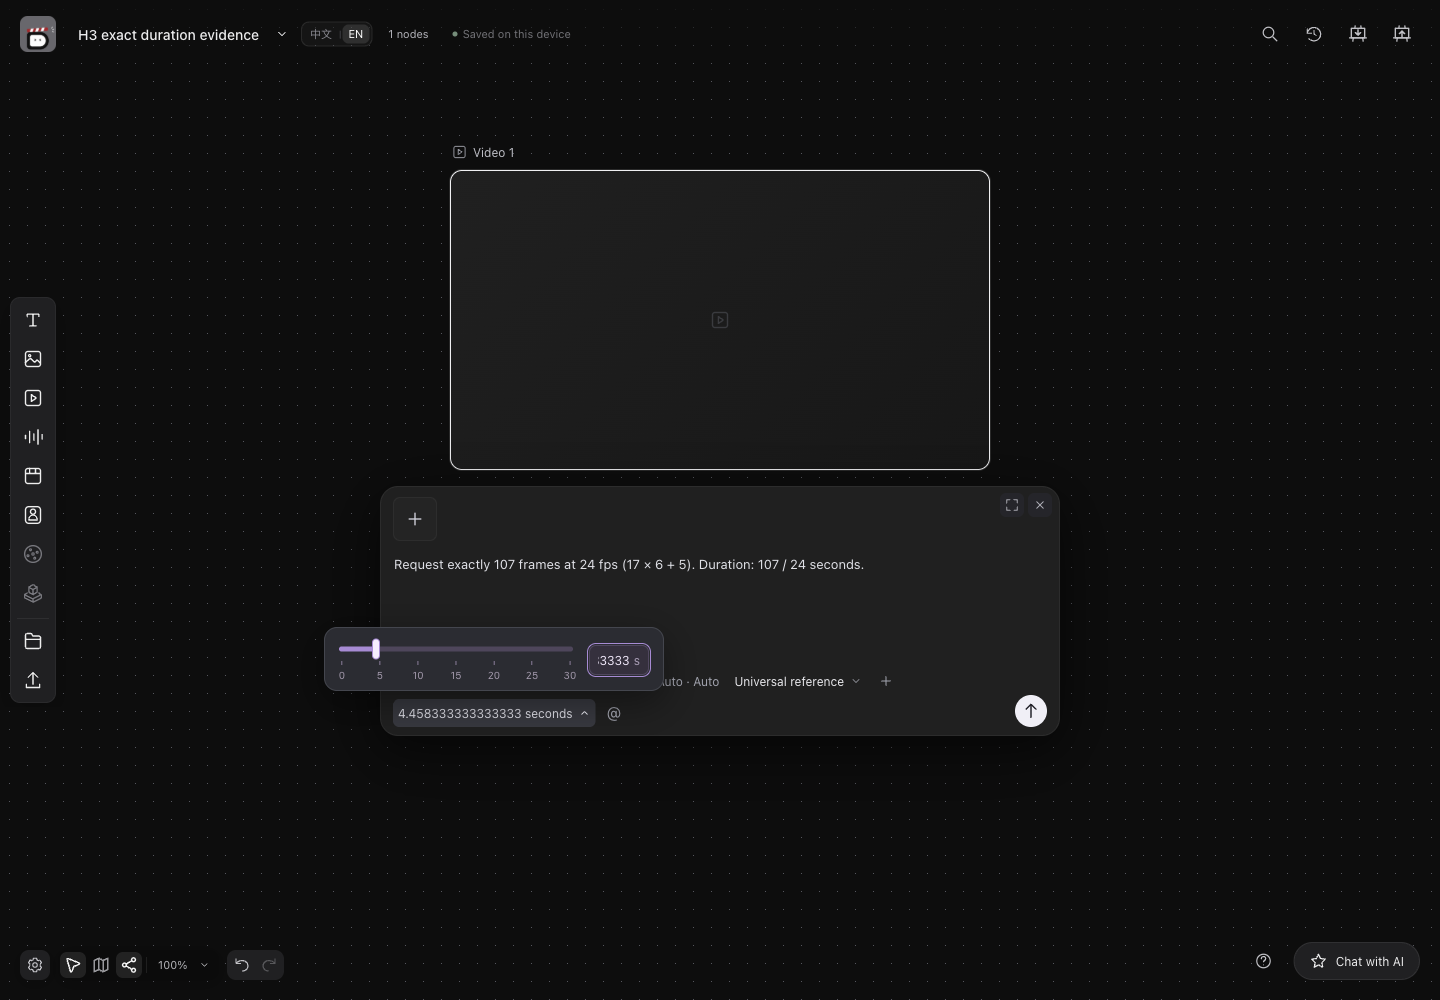 H3 exact duration evidence
中文
EN
1 nodes
Saved on this device
Video 1
Request exactly 107 frames at 24 fps (17 × 6 + 5). Duration: 107 / 24 seconds.
3333 s
0 5 10 15 20 25 30
uto · Auto
Universal reference
4.458333333333333 seconds
@
100%
Chat with AI